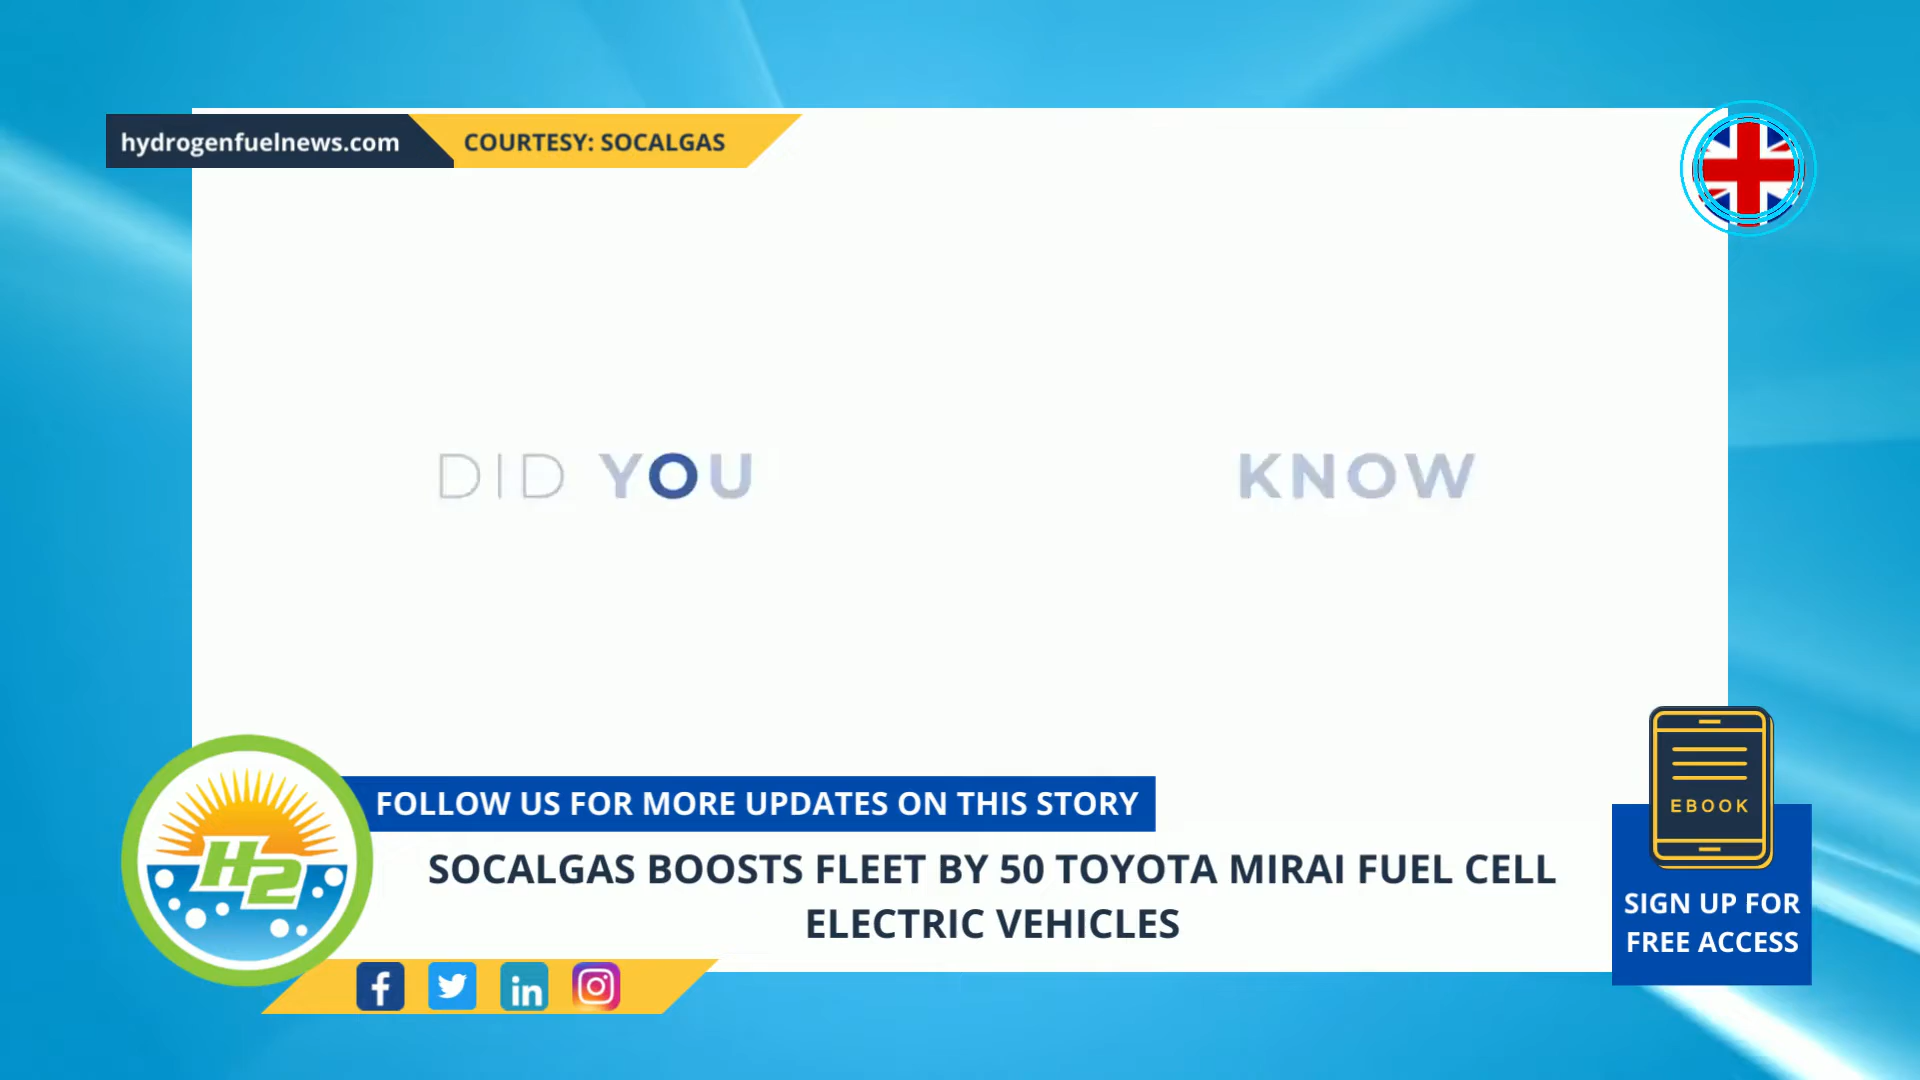 hydrogenfuelnews.com
COURTESY: SOCALGAS
DID YOU KNOW
FOLLOW US FOR MORE UPDATES ON THIS STORY
H2
SOCALGAS BOOSTS FLEET BY 50 TOYOTA MIRAI FUEL CELL
ELECTRIC VEHICLES
EBOOK
SIGN UP FOR
FREE ACCESS